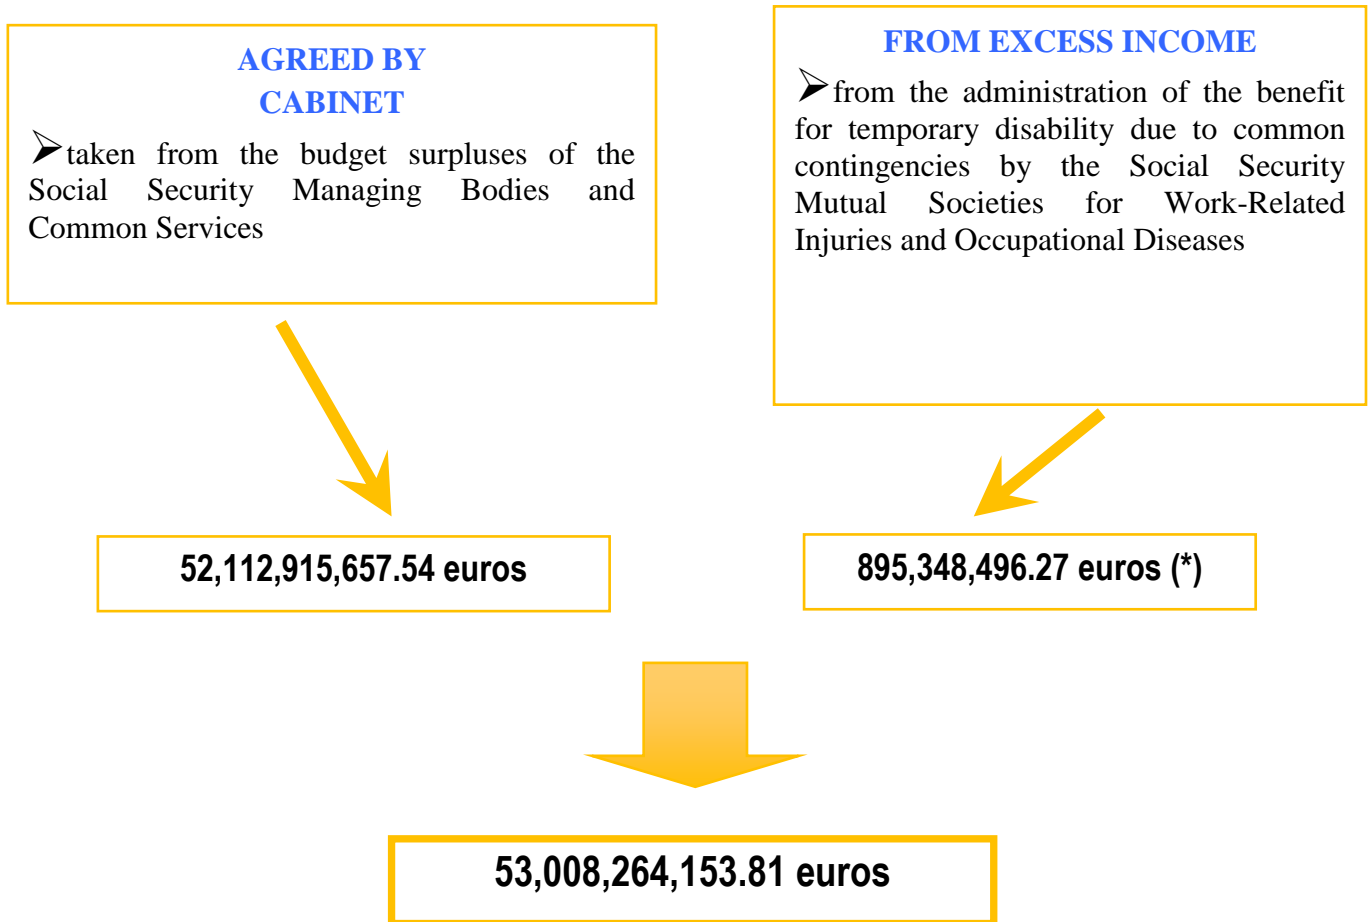 AGREED BY
CABINET
➢taken from the budget surpluses of the
Social Security Managing Bodies and
Common Services
FROM EXCESS INCOME
➢from the administration of the benefit
for temporary disability due to common
contingencies by the Social Security
Mutual Societies for Work-Related
Injuries and Occupational Diseases
52,112,915,657.54 euros
895,348,496.27 euros (*)
53,008,264,153.81 euros